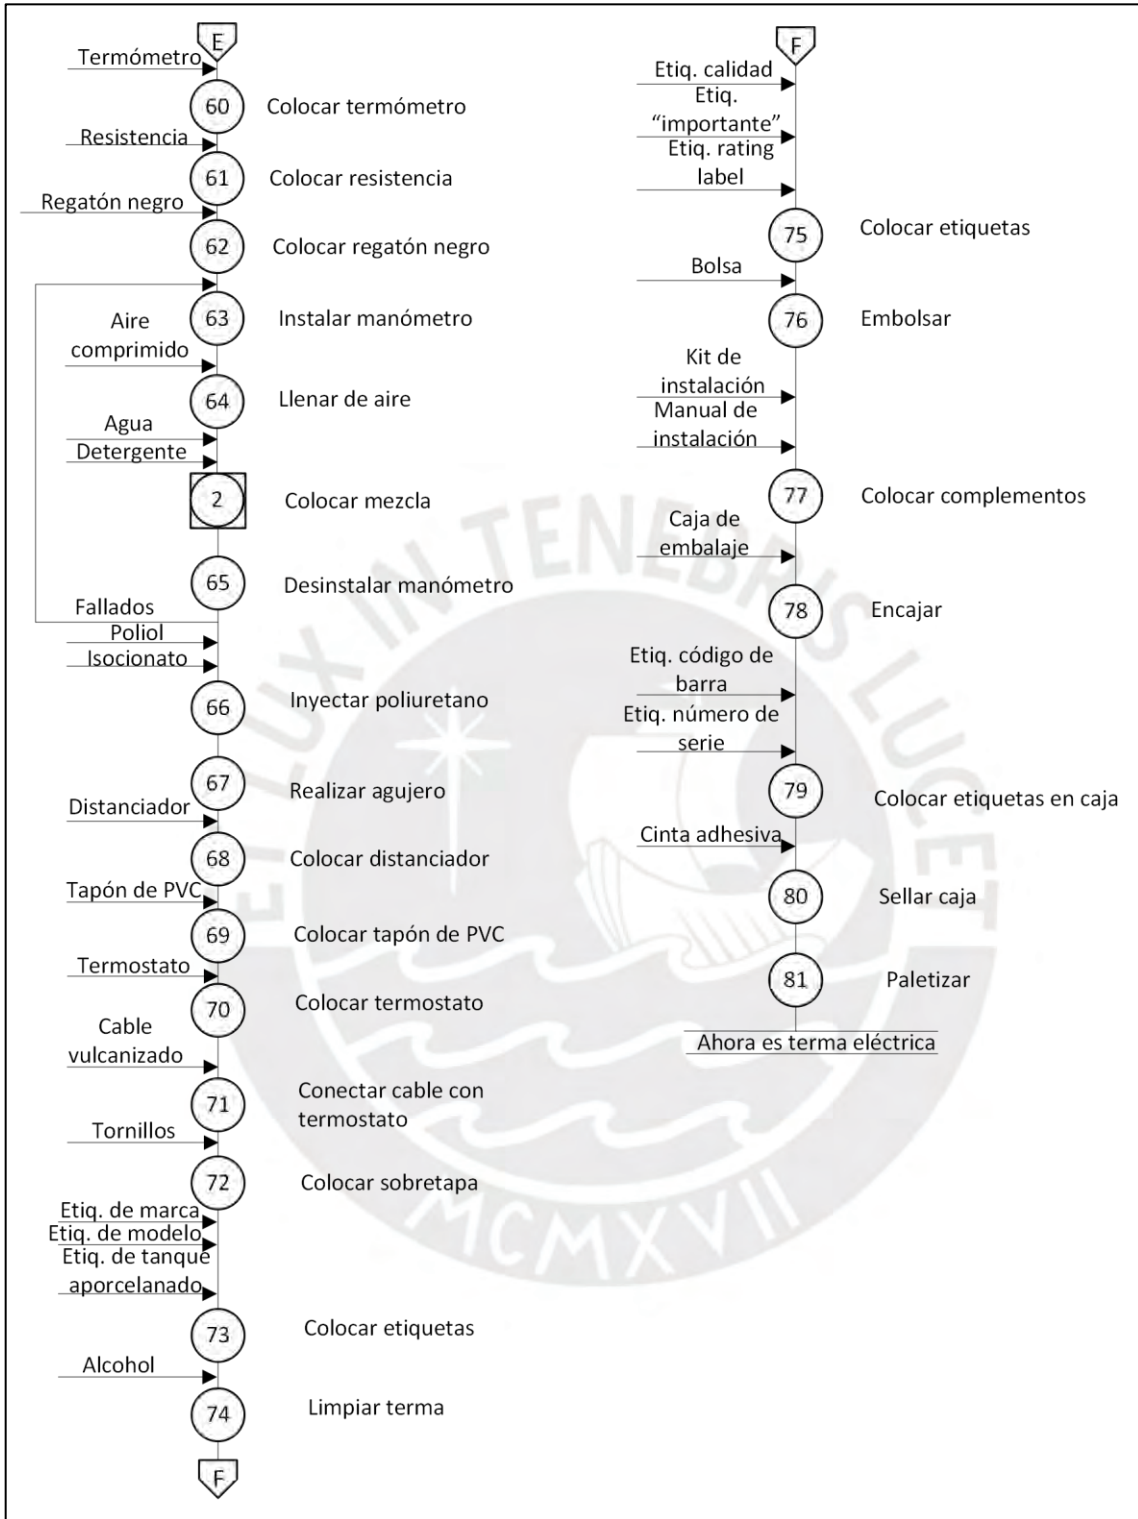 E
Termómetro
60 Colocar termómetro
Resistencia
61 Colocar resistencia
Regatón negro
62 Colocar regatón negro
63 Instalar manómetro
Aire
comprimido
64 Llenar de aire
Agua
Detergente
2 Colocar mezcla
65 Desinstalar manómetro
Fallados
Poliol
Isocionato
66 Inyectar poliuretano
67 Realizar agujero
Distanciador
68 Colocar distanciador
Tapón de PVC
69 Colocar tapón de PVC
Termostato
70 Colocar termostato
Cable
vulcanizado
71 Conectar cable con
termostato
Tornillos
72 Colocar sobretapa
Etiq. de marca
Etiq. de modelo
Etiq. de tanque
aporcelanado
73 Colocar etiquetas
Alcohol
74 Limpiar terma
F
F
Etiq. calidad
Etiq.
“importante”
Etiq. rating
label
75 Colocar etiquetas
Bolsa
76 Embolsar
Kit de
instalación
Manual de
instalación
77 Colocar complementos
Caja de
embalaje
78 Encajar
Etiq. código de
barra
Etiq. número de
serie
79 Colocar etiquetas en caja
Cinta adhesiva
80 Sellar caja
81 Paletizar
Ahora es terma eléctrica
ET LUX IN TENEBRIS LUCET
MCMXVII